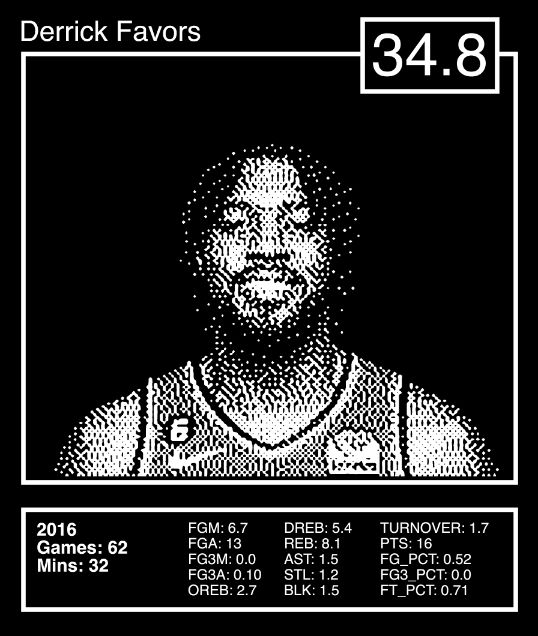 Derrick Favors
34.8
6
2016
Games: 62
Mins: 32
FGM: 6.7
FGA: 13
FG3M: 0.0
FG3A: 0.10
OREB: 2.7
DREB: 5.4
REB: 8.1
AST: 1.5
STL: 1.2
BLK: 1.5
TURNOVER: 1.7
PTS: 16
FG_PCT: 0.52
FG3_PCT: 0.0
FT_PCT: 0.71